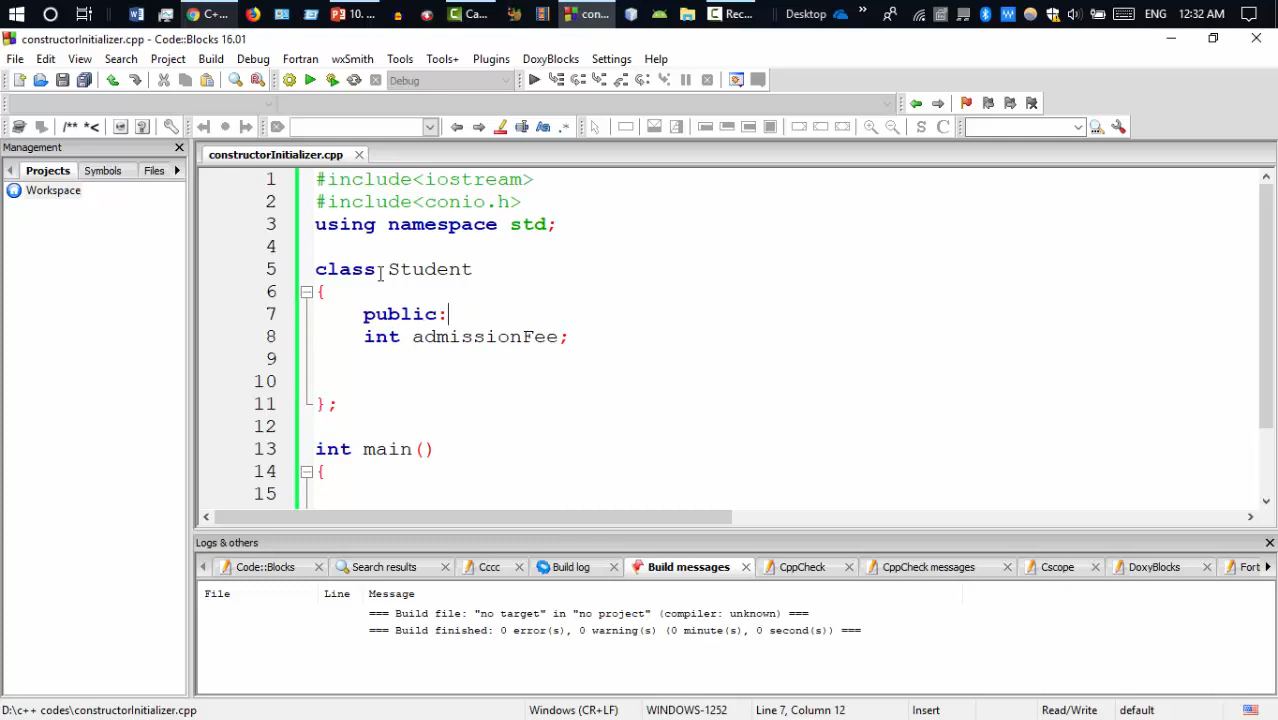 C+...
10. ...
Ca...
con...
Rec...
Desktop
ENG
12:32 AM
constructorInitializer.cpp - Code::Blocks 16.01
File Edit View Search Project Build Debug Fortran wxSmith Tools Tools+ Plugins DoxyBlocks Settings Help
Debug
/** *<
.*
S C
Management
constructorInitializer.cpp
Projects Symbols Files
Workspace
1 #include<iostream>
2 #include<conio.h>
3 using namespace std;
4
5 class Student
6 {
7 public:
8 int admissionFee;
9
10
11 };
12
13 int main()
14 {
15
Logs & others
Code::Blocks Search results Cccc Build log Build messages CppCheck CppCheck messages Cscope DoxyBlocks Fort
File Line Message
=== Build file: "no target" in "no project" (compiler: unknown) ===
=== Build finished: 0 error(s), 0 warning(s) (0 minute(s), 0 second(s)) ===
D:\c++ codes\constructorInitializer.cpp Windows (CR+LF) WINDOWS-1252 Line 7, Column 12 Insert Read/Write default